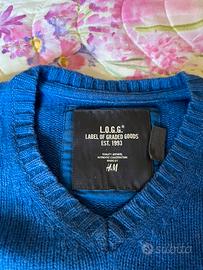 L.O.G.G.
LABEL OF GRADED GOODS
EST. 1993
H&M
subito